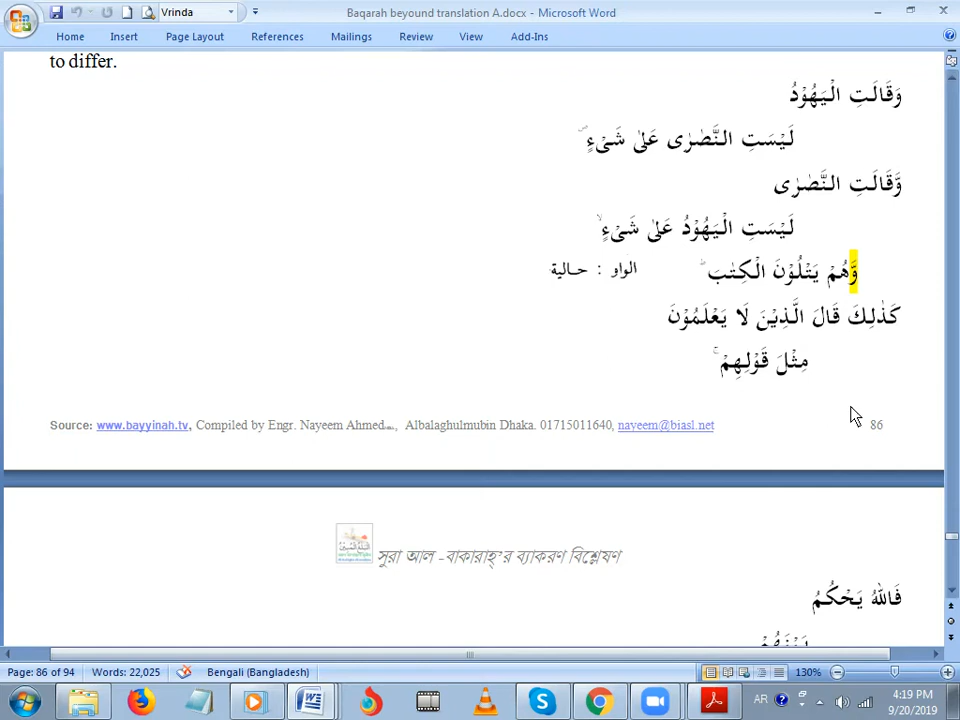 Vrinda
Baqarah beyound translation A.docx - Microsoft Word
Home Insert Page Layout References Mailings Review View Add-Ins
to differ.
وَقَالَتِ الْيَهُوْدُ
لَيْسَتِ النَّصٰرٰى عَلٰى شَىْءٍ ۪
وَّقَالَتِ النَّصٰرٰى
لَيْسَتِ الْيَهُوْدُ عَلٰى شَىْءٍ ۙ
وَّهُمْ يَتْلُوْنَ الْكِتٰبَ ؕ الواو : حالية
كَذٰلِكَ قَالَ الَّذِيْنَ لَا يَعْلَمُوْنَ
مِثْلَ قَوْلِهِمْ ۚ
Source: www.bayyinah.tv, Compiled by Engr. Nayeem Ahmed, Albalaghulmubin Dhaka. 01715011640, nayeem@biasl.net 86
সুরা আল -বাকারাহ্'র ব্যাকরণ বিশ্লেষণ
فَاللهُ يَحْكُمُ
بَيْنَهُمْ
Page: 86 of 94 Words: 22,025 Bengali (Bangladesh) 130%
AR 4:19 PM
9/20/2019